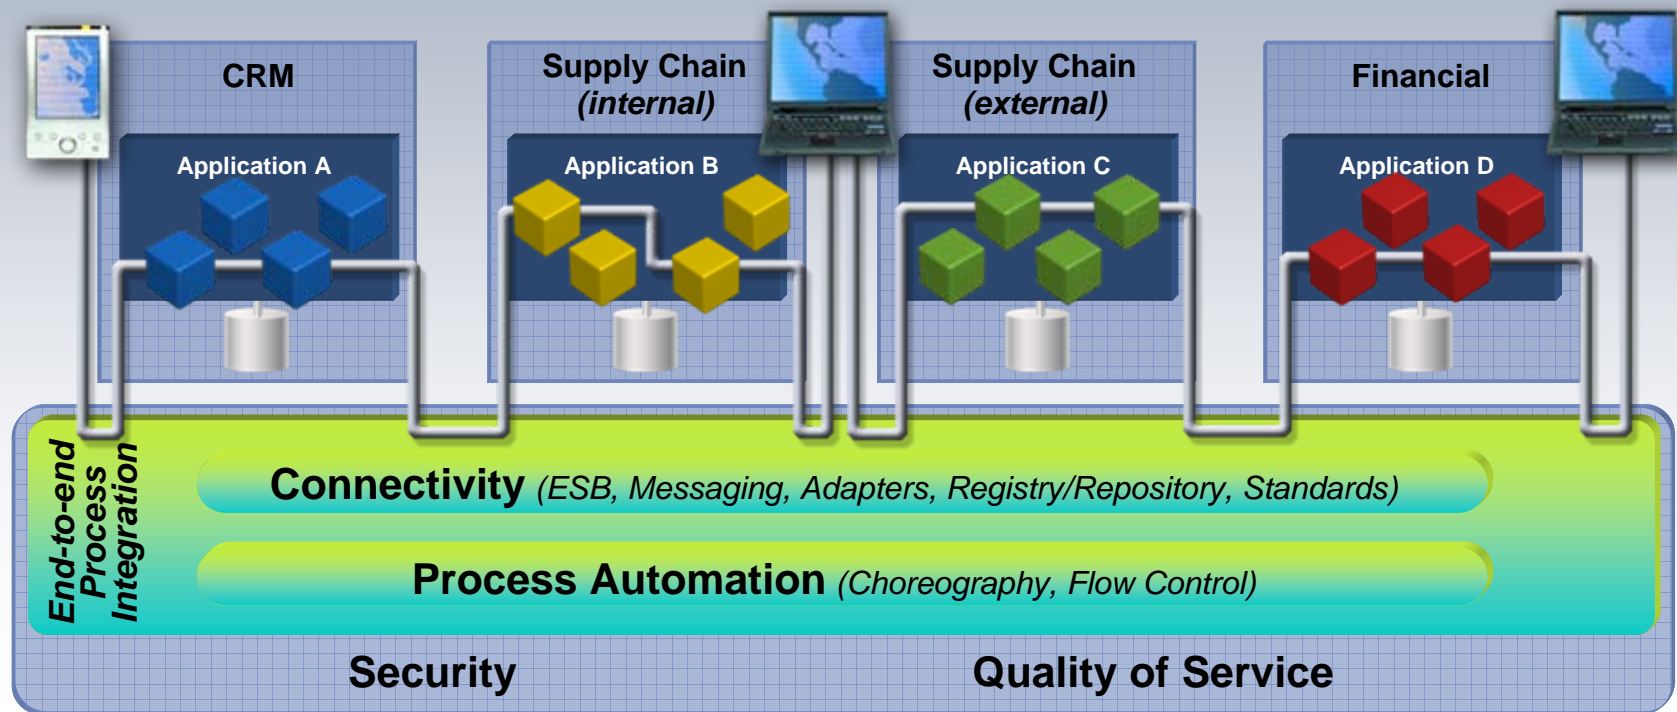 CRM
Supply Chain
(internal)
Supply Chain
(external)
Financial
Application A
Application B
Application C
Application D
End-to-end
Process
Integration
Connectivity (ESB, Messaging, Adapters, Registry/Repository, Standards)
Process Automation (Choreography, Flow Control)
Security
Quality of Service